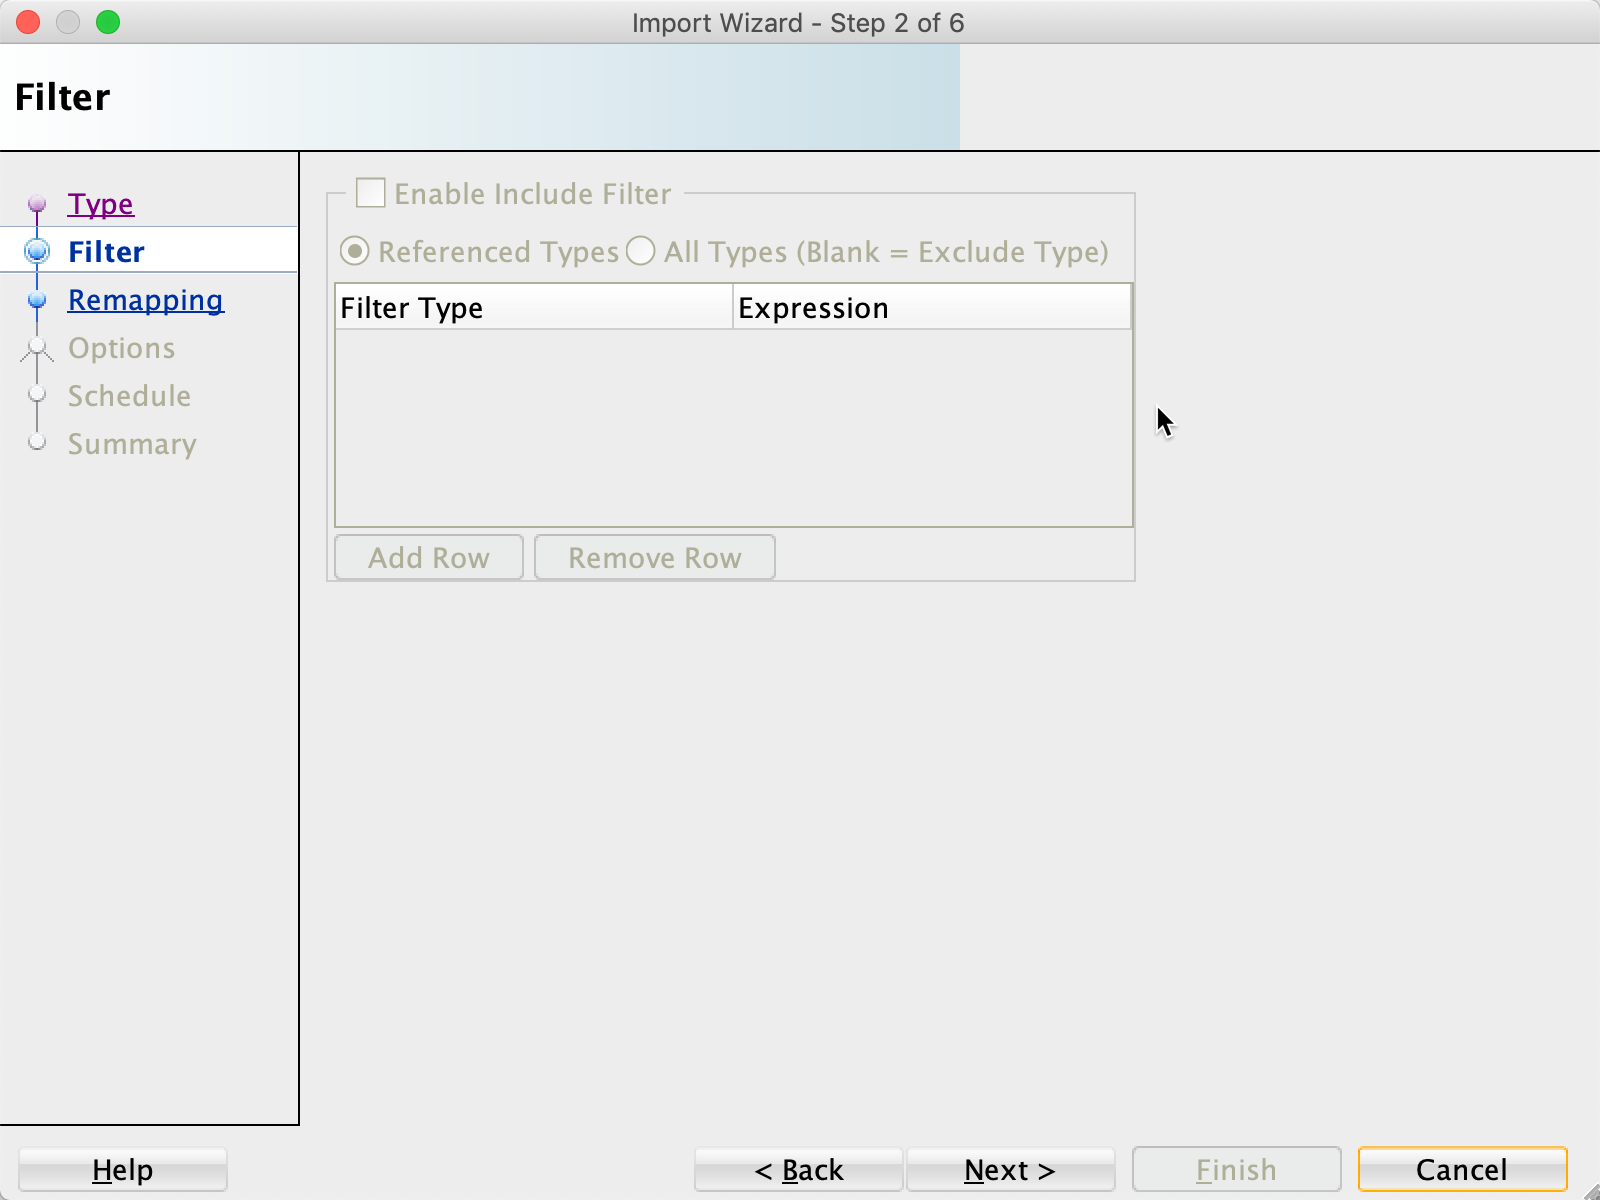 Import Wizard - Step 2 of 6
Filter
Type
Filter
Remapping
Options
Schedule
Summary
Enable Include Filter
Referenced Types All Types (Blank = Exclude Type)
Filter Type Expression
Add Row Remove Row
Help < Back Next > Finish Cancel